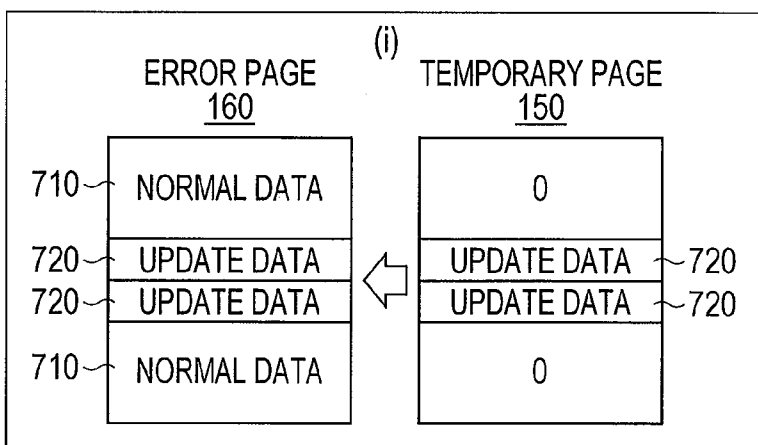 (i)
ERROR PAGE TEMPORARY PAGE
160 150
710 NORMAL DATA 0
720 UPDATE DATA UPDATE DATA 720
720 UPDATE DATA UPDATE DATA 720
710 NORMAL DATA 0